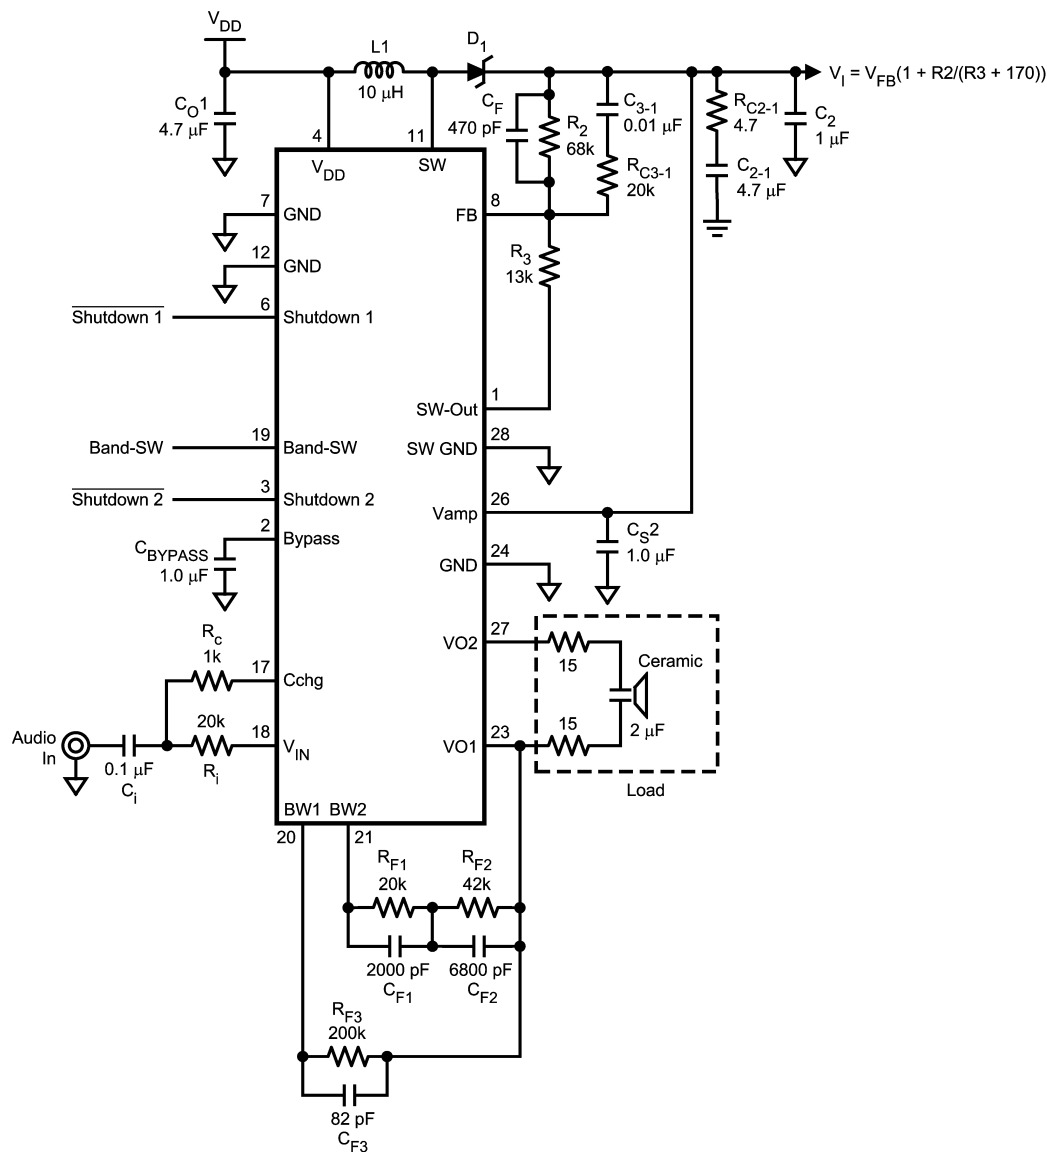 V_DD
L1
10 μH
D_1
V_I = V_FB(1 + R2/(R3 + 170))
C_O1
4.7 μF
C_F
470 pF
R_2
68k
C_3-1
0.01 μF
R_C3-1
20k
R_C2-1
4.7
C_2-1
4.7 μF
C_2
1 μF
4
11
V_DD
SW
7
GND
FB
8
12
GND
R_3
13k
Shutdown 1
6
Shutdown 1
SW-Out
1
Band-SW
19
Band-SW
SW GND
28
Shutdown 2
3
Shutdown 2
Vamp
26
C_S2
1.0 μF
2
Bypass
C_BYPASS
1.0 μF
GND
24
R_c
1k
17
Cchg
VO2
27
15
Ceramic
2 μF
15
Load
Audio
In
0.1 μF
C_i
20k
R_i
18
V_IN
VO1
23
BW1 BW2
20
21
R_F1
20k
R_F2
42k
2000 pF
C_F1
6800 pF
C_F2
R_F3
200k
82 pF
C_F3